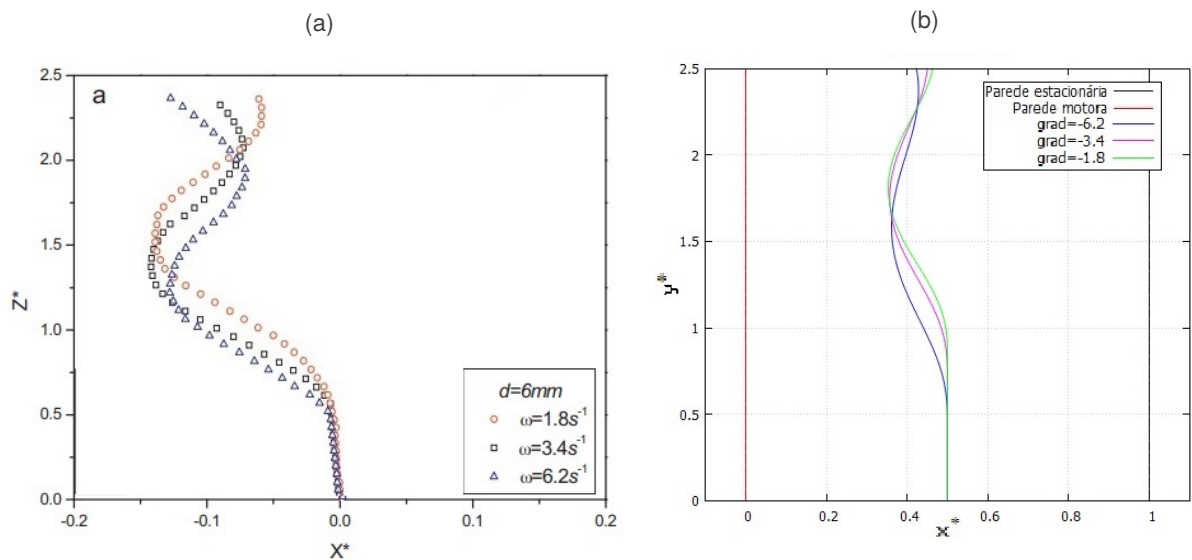 (a)
(b)
a
2.5
2.0
1.5
1.0
0.5
0.0
Z*
-0.2
-0.1
0.0
0.1
0.2
X*
d=6mm
ω=1.8s⁻¹
ω=3.4s⁻¹
ω=6.2s⁻¹
2.5
2
1.5
1
0.5
0
y*
0
0.2
0.4
0.6
0.8
1
x*
Parede estacionária
Parede motora
grad=-6.2
grad=-3.4
grad=-1.8